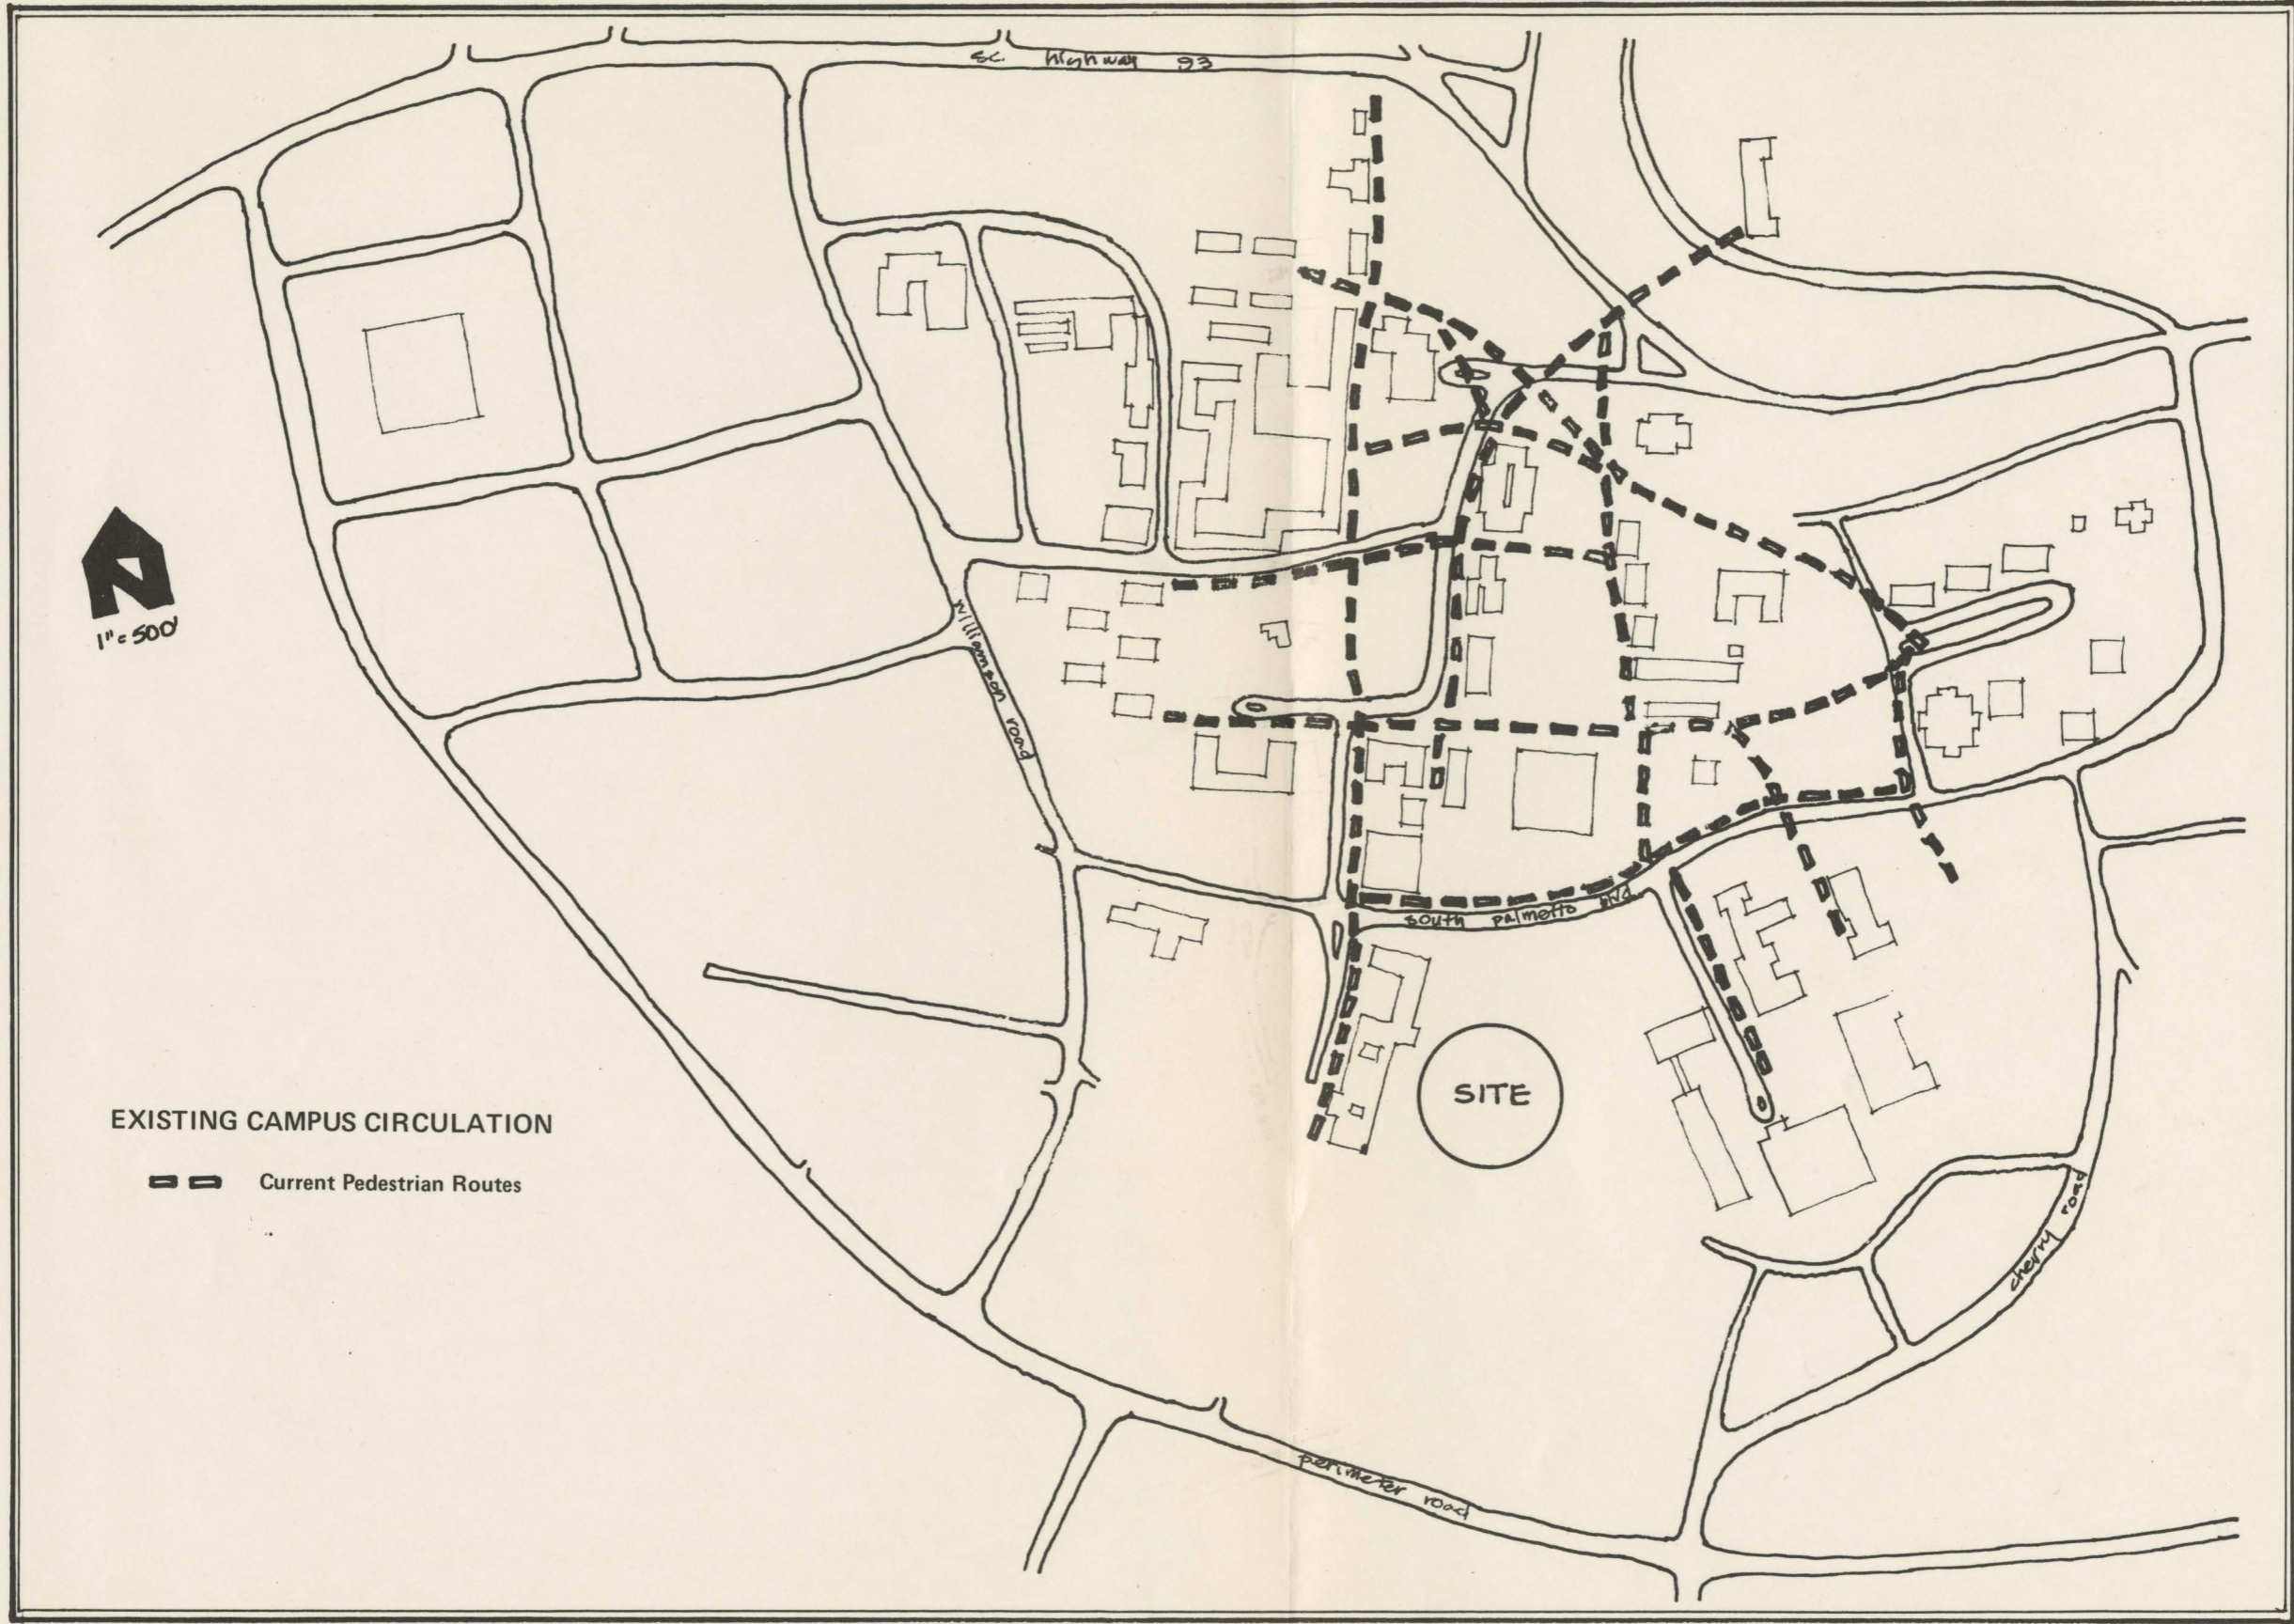 sc. highway 93
1" = 500'
williamson road
south palmetto blvd.
SITE
EXISTING CAMPUS CIRCULATION
Current Pedestrian Routes
cherry road
perimeter road